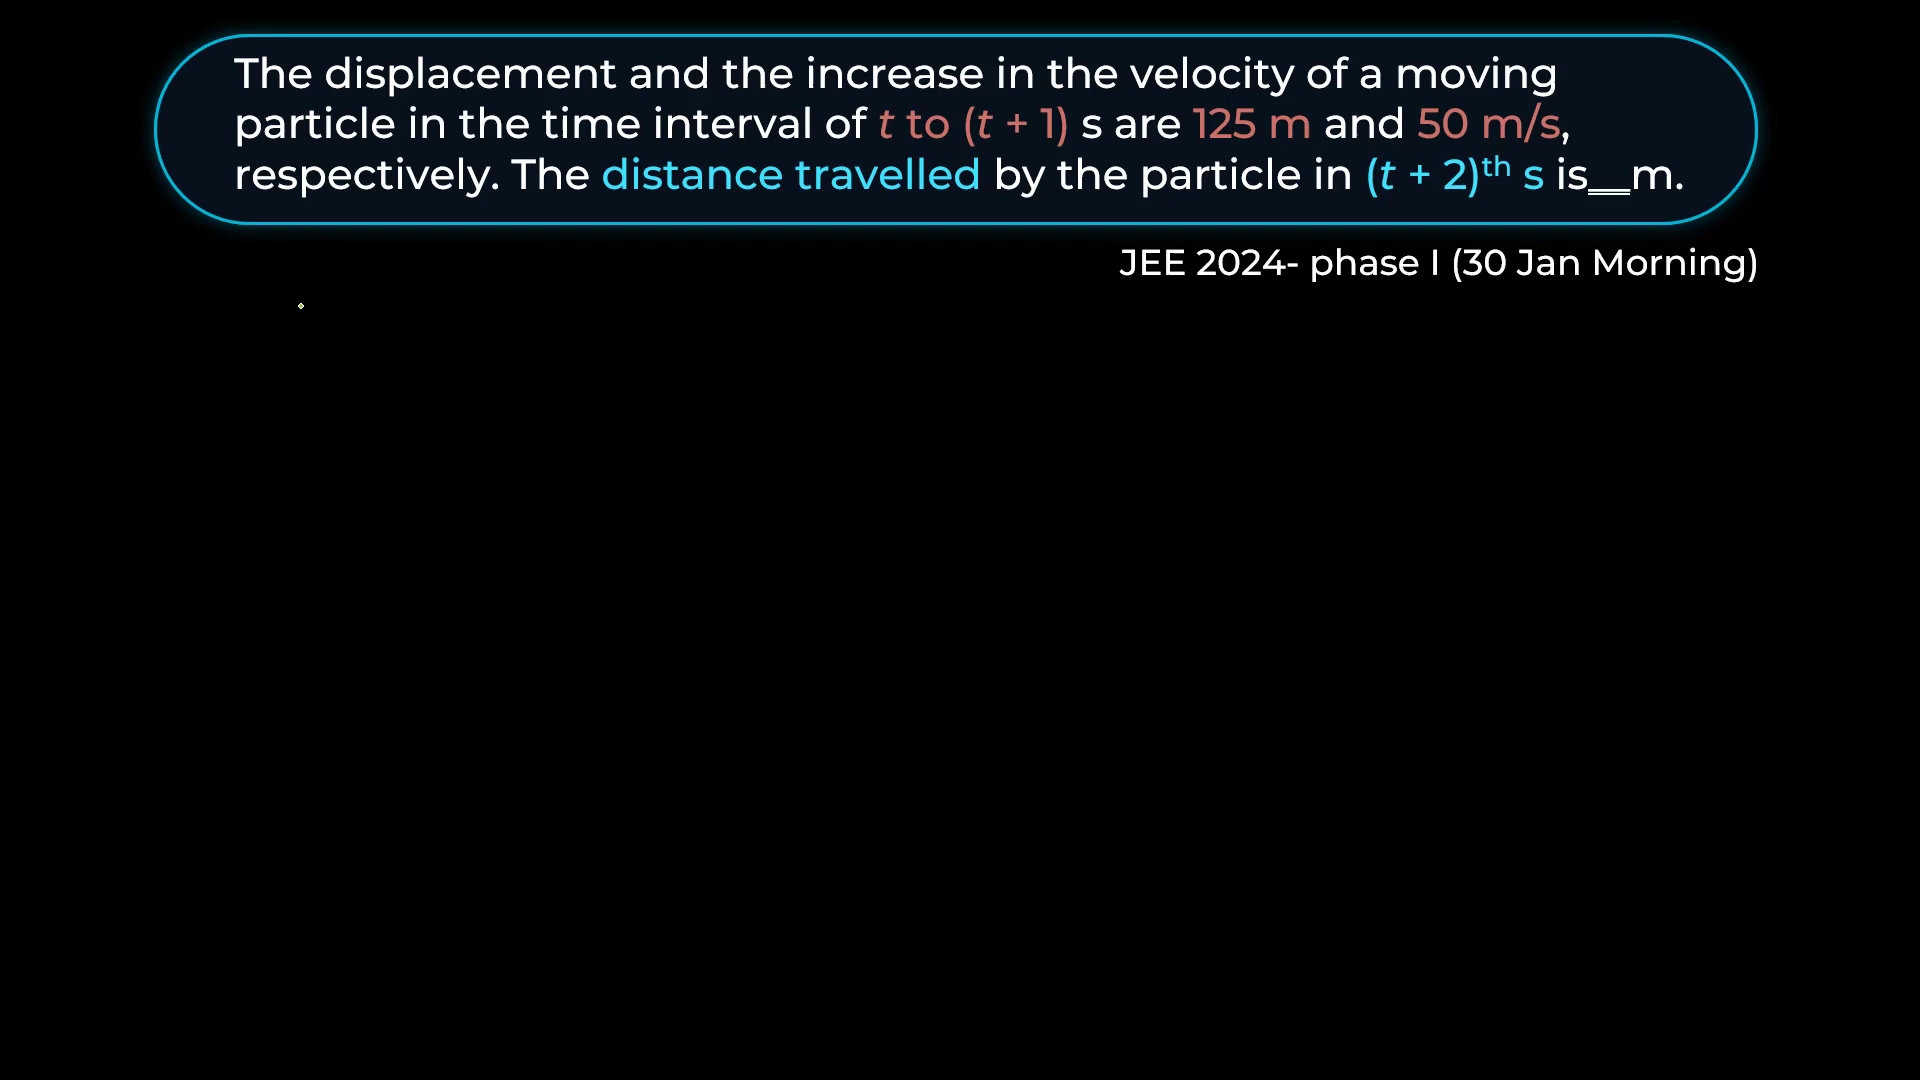 The displacement and the increase in the velocity of a moving
particle in the time interval of t to (t + 1) s are 125 m and 50 m/s,
respectively. The distance travelled by the particle in (t + 2)ᵗʰ s is__m.
JEE 2024- phase I (30 Jan Morning)